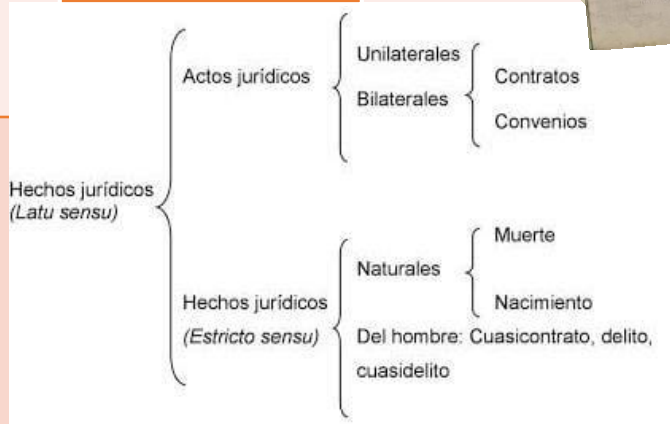 Hechos jurídicos
(Latu sensu)
Actos jurídicos
Unilaterales
Bilaterales
Contratos
Convenios
Hechos jurídicos
(Estricto sensu)
Naturales
Muerte
Nacimiento
Del hombre: Cuasicontrato, delito,
cuasidelito